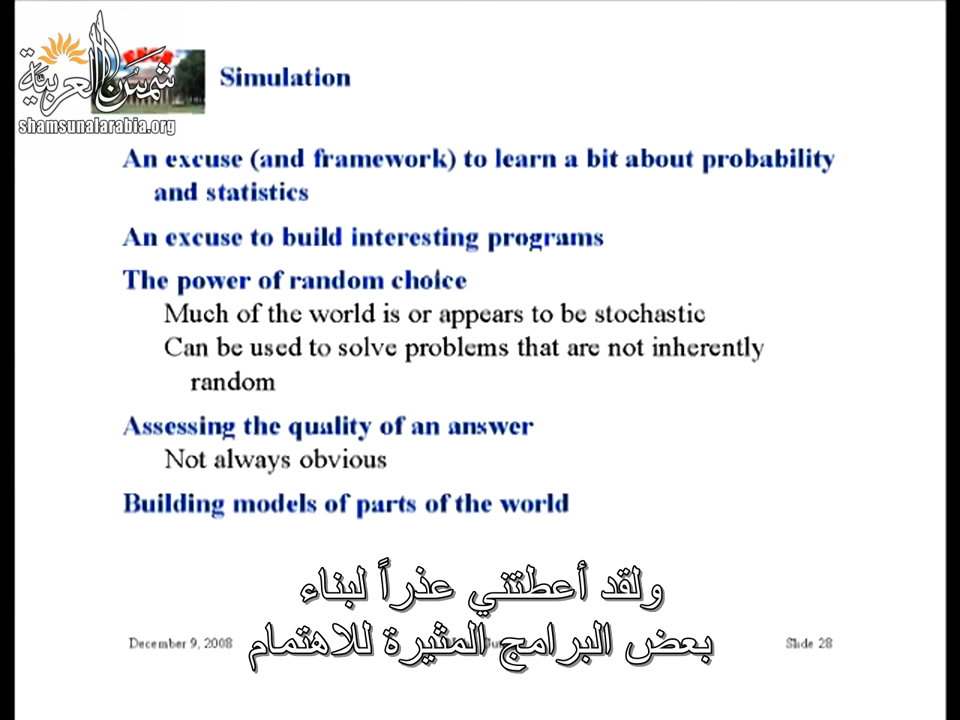 شمس العربية
shamsunalarabia.org
Simulation
An excuse (and framework) to learn a bit about probability
and statistics
An excuse to build interesting programs
The power of random choice
Much of the world is or appears to be stochastic
Can be used to solve problems that are not inherently
random
Assessing the quality of an answer
Not always obvious
Building models of parts of the world
ولقد أعطتني عذراً لبناء
بعض البرامج المثيرة للاهتمام
December 9, 2008
Slide 28